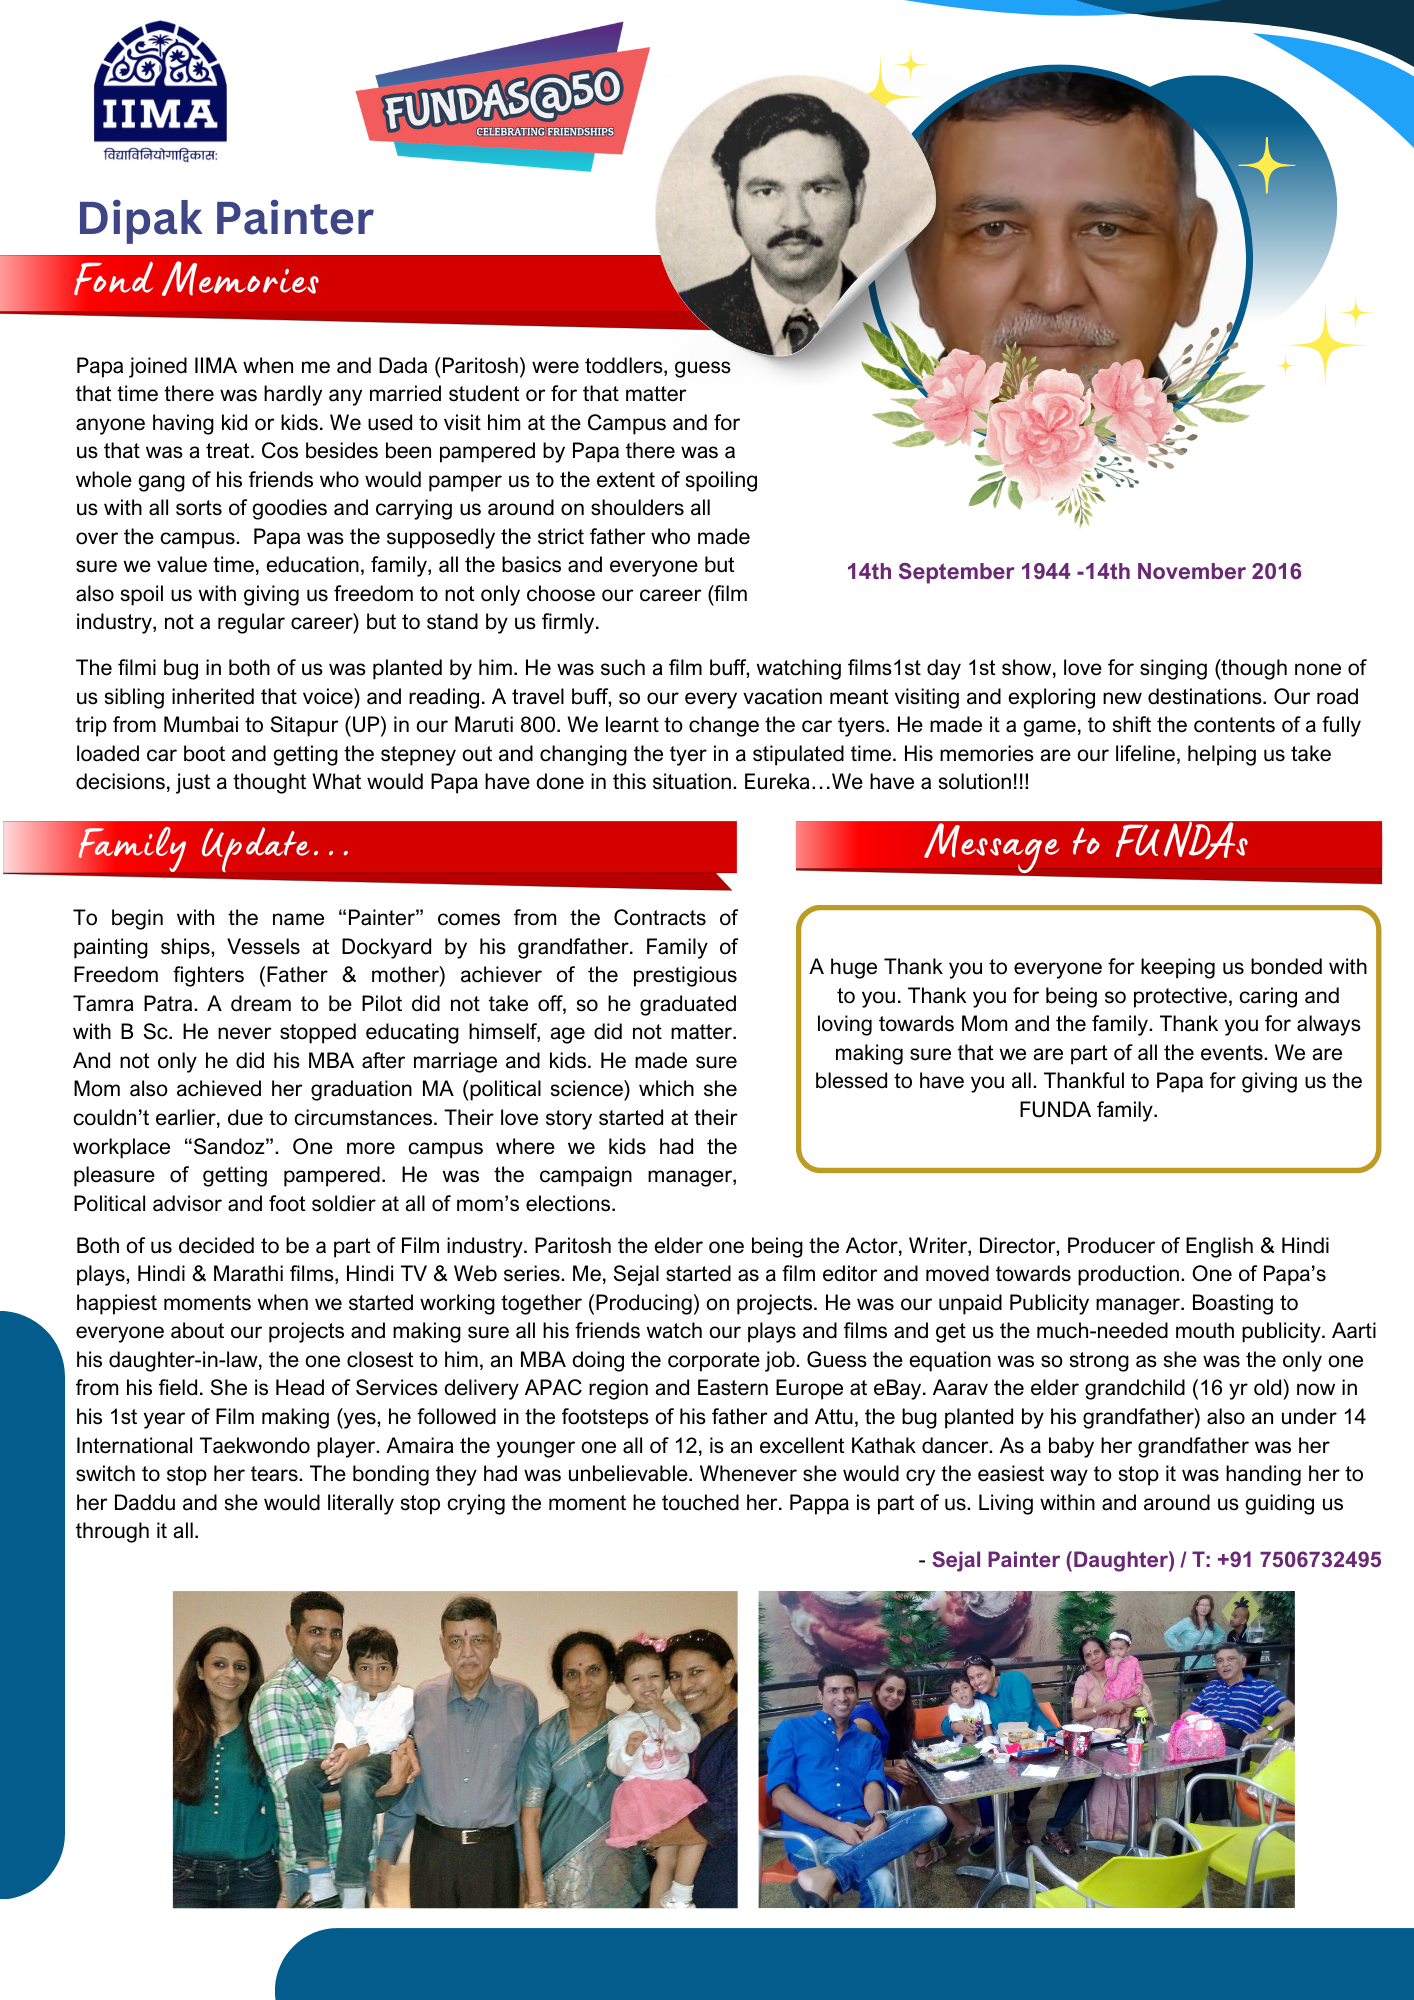 IIMA
विद्याविनियोगाद्विकास:
FUNDAS@50
CELEBRATING FRIENDSHIPS
Dipak Painter
Fond Memories
Papa joined IIMA when me and Dada (Paritosh) were toddlers, guess
that time there was hardly any married student or for that matter
anyone having kid or kids. We used to visit him at the Campus and for
us that was a treat. Cos besides been pampered by Papa there was a
whole gang of his friends who would pamper us to the extent of spoiling
us with all sorts of goodies and carrying us around on shoulders all
over the campus.  Papa was the supposedly the strict father who made
sure we value time, education, family, all the basics and everyone but
also spoil us with giving us freedom to not only choose our career (film
industry, not a regular career) but to stand by us firmly.
14th September 1944 -14th November 2016
The filmi bug in both of us was planted by him. He was such a film buff, watching films1st day 1st show, love for singing (though none of
us sibling inherited that voice) and reading. A travel buff, so our every vacation meant visiting and exploring new destinations. Our road
trip from Mumbai to Sitapur (UP) in our Maruti 800. We learnt to change the car tyers. He made it a game, to shift the contents of a fully
loaded car boot and getting the stepney out and changing the tyer in a stipulated time. His memories are our lifeline, helping us take
decisions, just a thought What would Papa have done in this situation. Eureka…We have a solution!!!
Family Update...
To begin with the name “Painter” comes from the Contracts of
painting ships, Vessels at Dockyard by his grandfather. Family of
Freedom fighters (Father & mother) achiever of the prestigious
Tamra Patra. A dream to be Pilot did not take off, so he graduated
with B Sc. He never stopped educating himself, age did not matter.
And not only he did his MBA after marriage and kids. He made sure
Mom also achieved her graduation MA (political science) which she
couldn’t earlier, due to circumstances. Their love story started at their
workplace “Sandoz”. One more campus where we kids had the
pleasure of getting pampered. He was the campaign manager,
Political advisor and foot soldier at all of mom’s elections.
Message to FUNDAs
A huge Thank you to everyone for keeping us bonded with
to you. Thank you for being so protective, caring and
loving towards Mom and the family. Thank you for always
making sure that we are part of all the events. We are
blessed to have you all. Thankful to Papa for giving us the
FUNDA family.
Both of us decided to be a part of Film industry. Paritosh the elder one being the Actor, Writer, Director, Producer of English & Hindi
plays, Hindi & Marathi films, Hindi TV & Web series. Me, Sejal started as a film editor and moved towards production. One of Papa’s
happiest moments when we started working together (Producing) on projects. He was our unpaid Publicity manager. Boasting to
everyone about our projects and making sure all his friends watch our plays and films and get us the much-needed mouth publicity. Aarti
his daughter-in-law, the one closest to him, an MBA doing the corporate job. Guess the equation was so strong as she was the only one
from his field. She is Head of Services delivery APAC region and Eastern Europe at eBay. Aarav the elder grandchild (16 yr old) now in
his 1st year of Film making (yes, he followed in the footsteps of his father and Attu, the bug planted by his grandfather) also an under 14
International Taekwondo player. Amaira the younger one all of 12, is an excellent Kathak dancer. As a baby her grandfather was her
switch to stop her tears. The bonding they had was unbelievable. Whenever she would cry the easiest way to stop it was handing her to
her Daddu and she would literally stop crying the moment he touched her. Pappa is part of us. Living within and around us guiding us
through it all.
- Sejal Painter (Daughter) / T: +91 7506732495